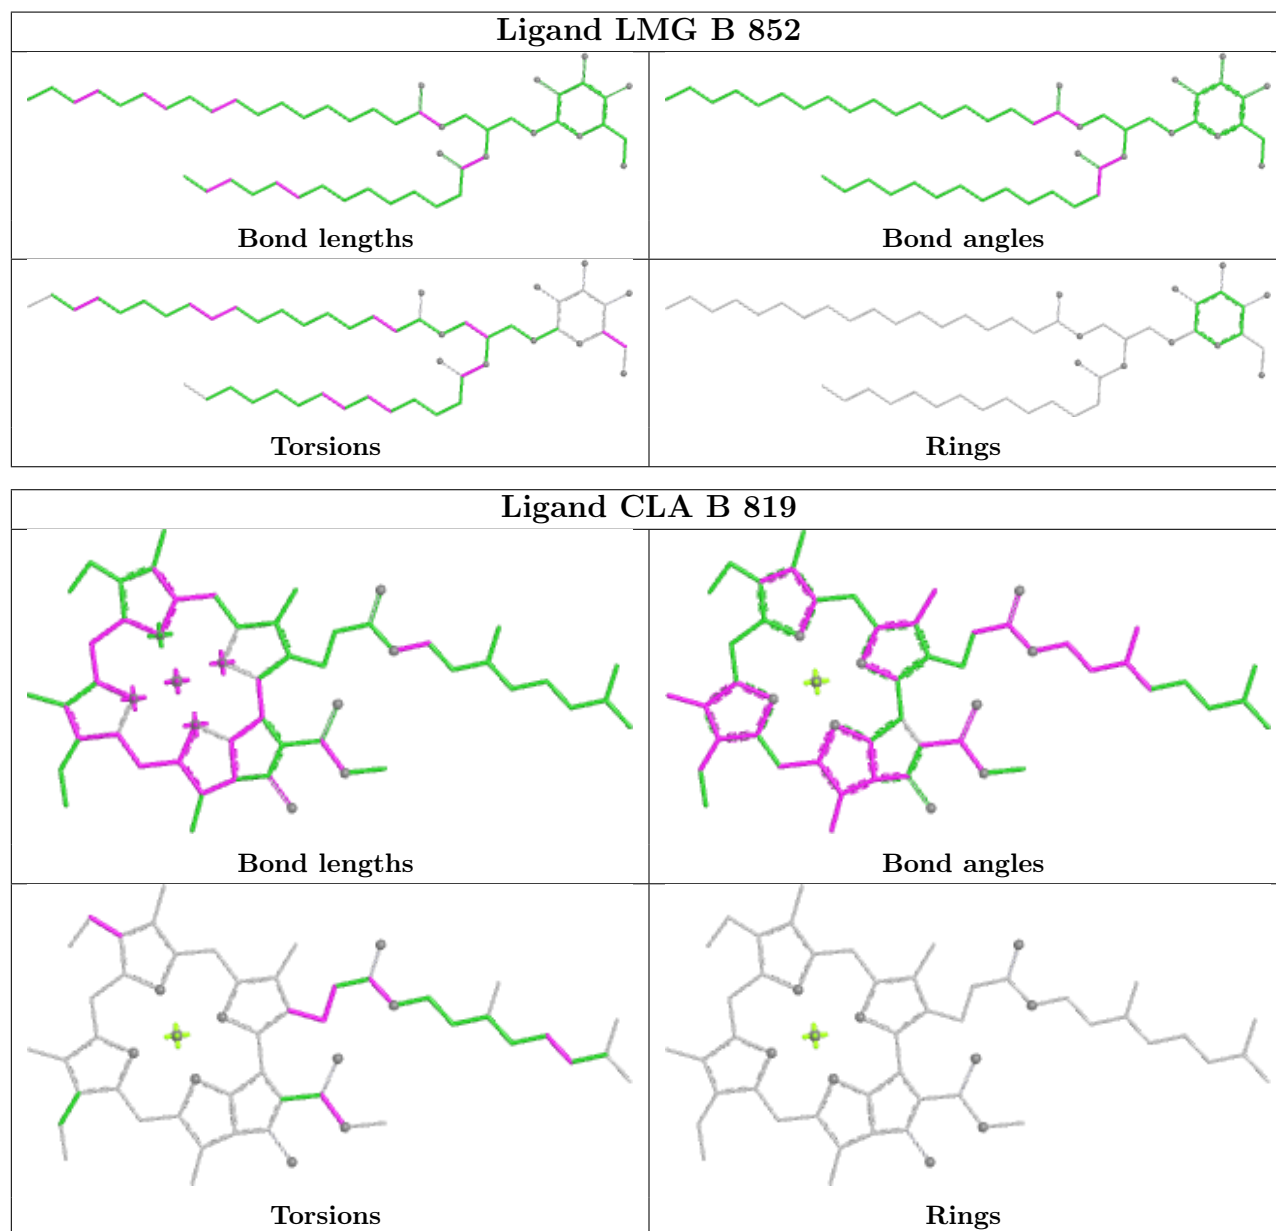 Ligand LMG B 852
Bond lengths
Bond angles
Torsions
Rings
Ligand CLA B 819
Bond lengths
Bond angles
Torsions
Rings